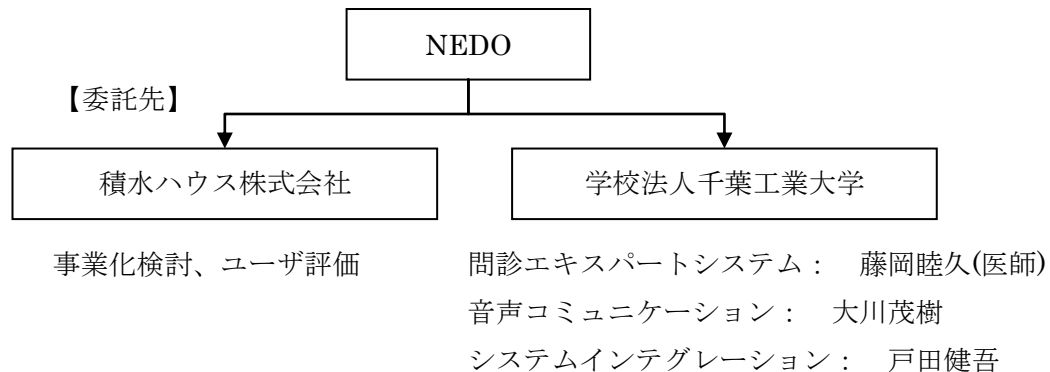 NEDO
【委託先】
積水ハウス株式会社
学校法人千葉工業大学
事業化検討、ユーザ評価
問診エキスパートシステム： 藤岡睦久(医師)
音声コミュニケーション： 大川茂樹
システムインテグレーション： 戸田健吾